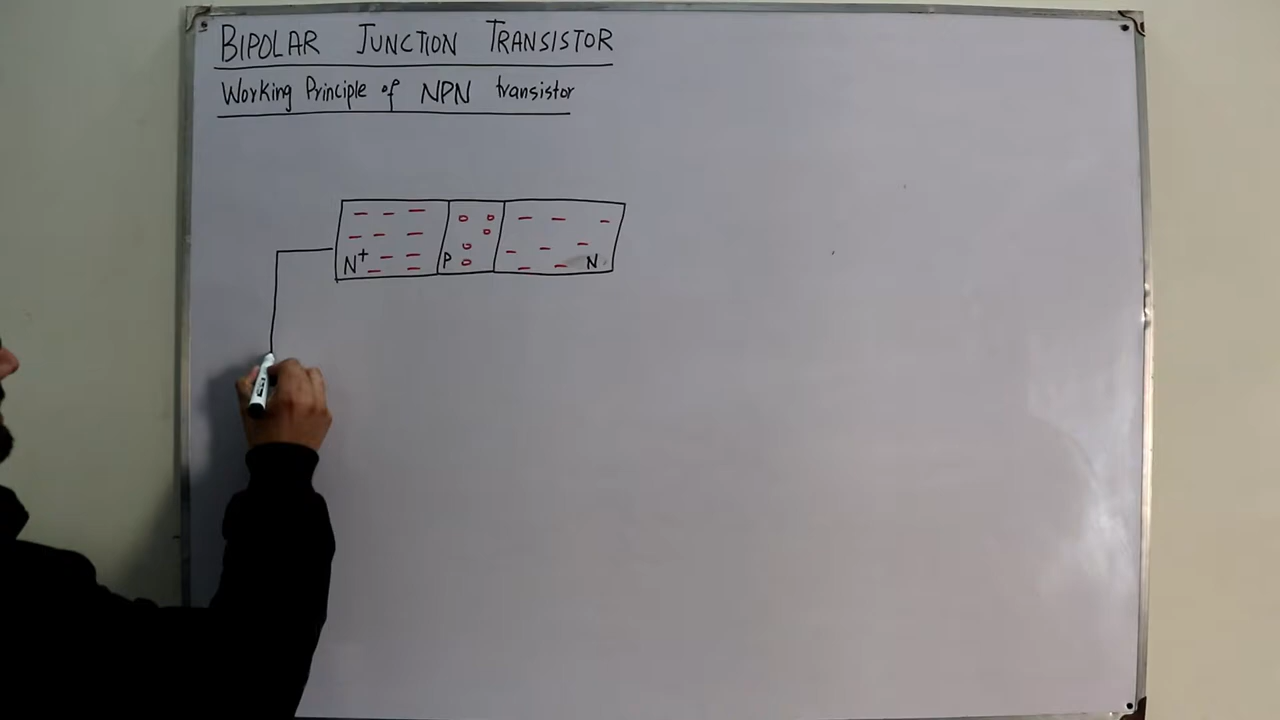 BIPOLAR JUNCTION TRANSISTOR
Working Principle of NPN transistor
N+ P N